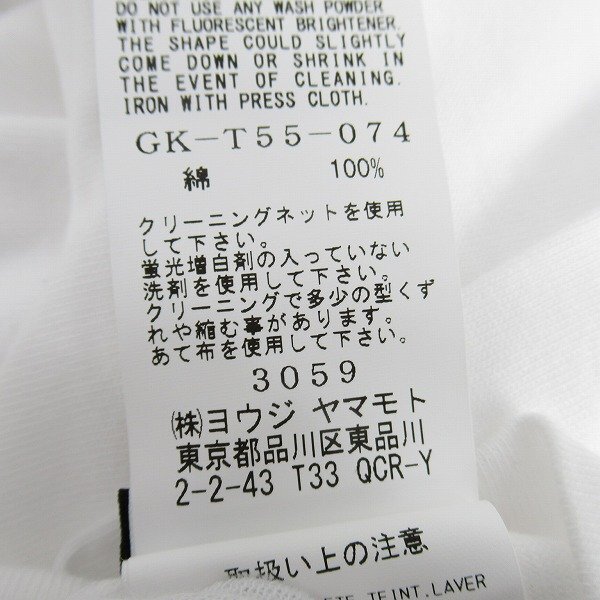 DO NOT USE ANY WASH POWDER
WITH FLUORESCENT BRIGHTENER.
THE SHAPE COULD SLIGHTLY
COME DOWN OR SHRINK IN
THE EVENT OF CLEANING.
IRON WITH PRESS CLOTH.
GK-T55-074
綿 100%
クリーニングネットを使用
して下さい。
蛍光増白剤の入っていない
洗剤を使用して下さい。
クリーニングで多少の型くず
れや縮む事があります。
あて布を使用して下さい。
3059
㈱ヨウジ ヤマモト
東京都品川区東品川
2-2-43 T33 QCR-Y
取扱い上の注意
TEINT.LAVER